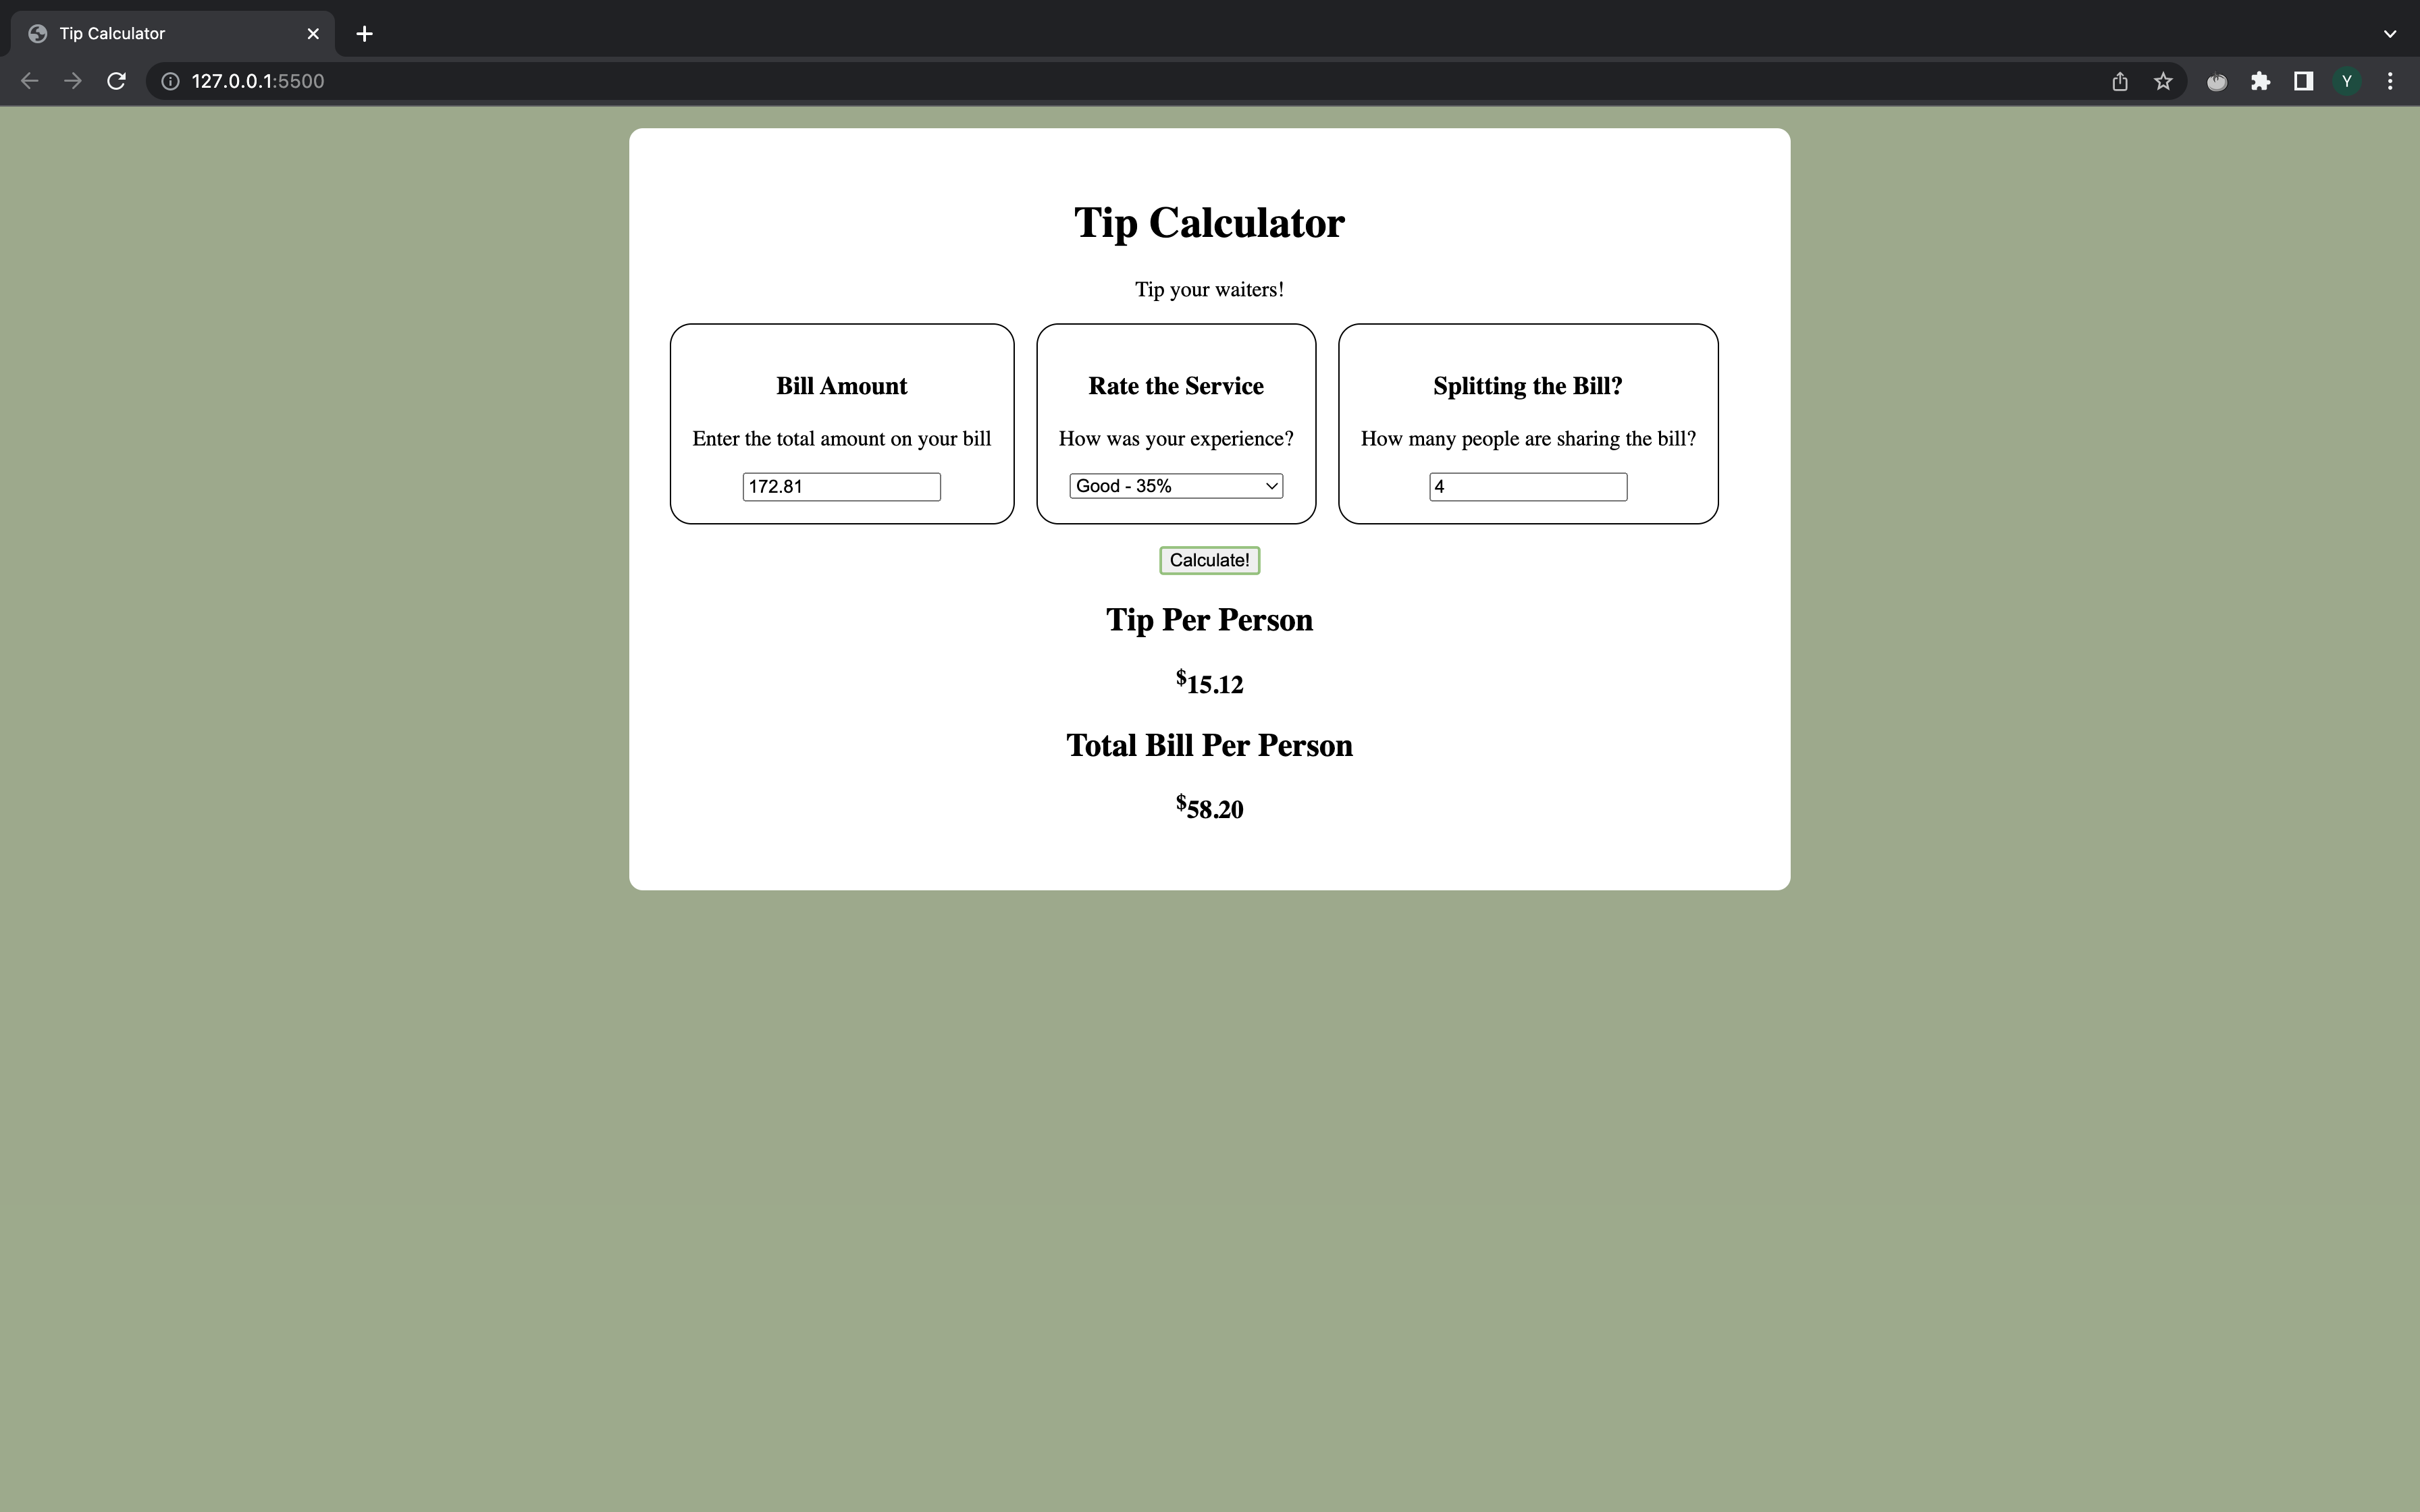 Tip Calculator
127.0.0.1:5500
Y
Tip Calculator
Tip your waiters!
Bill Amount
Enter the total amount on your bill
172.81
Rate the Service
How was your experience?
Good - 35%
Splitting the Bill?
How many people are sharing the bill?
4
Calculate!
Tip Per Person
$15.12
Total Bill Per Person
$58.20